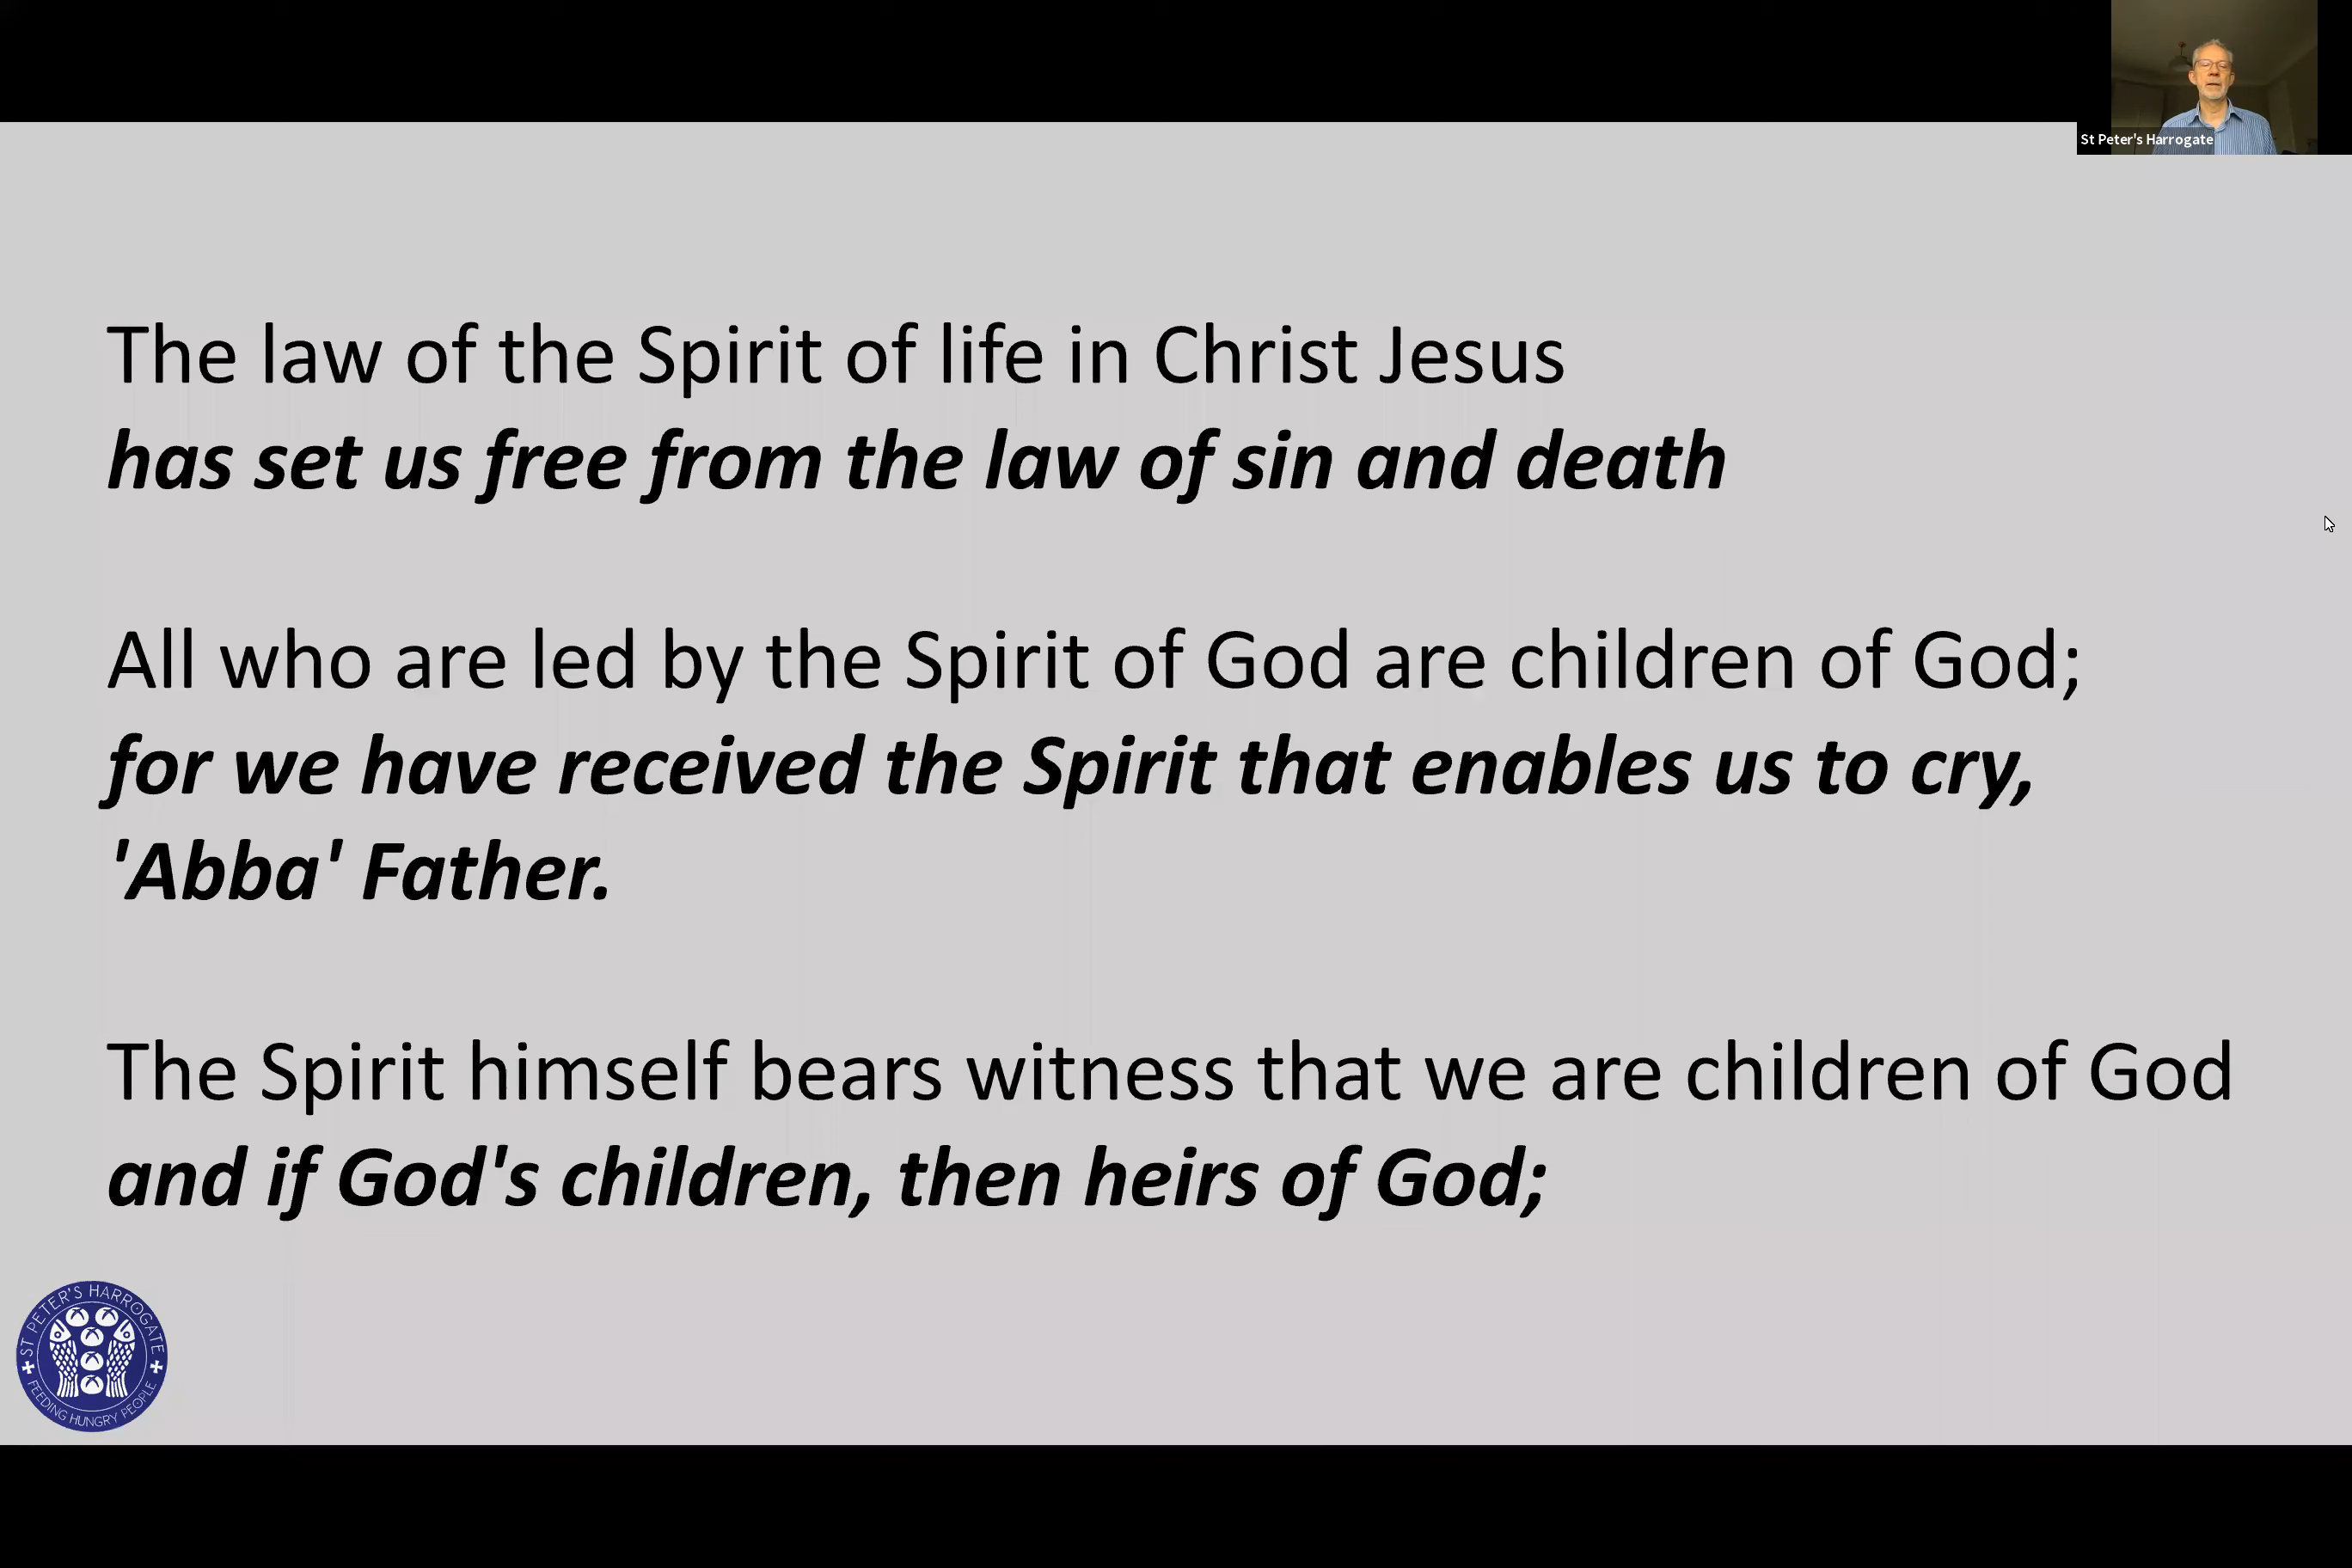 St Peter's Harrogate
The law of the Spirit of life in Christ Jesus
has set us free from the law of sin and death
All who are led by the Spirit of God are children of God;
for we have received the Spirit that enables us to cry,
'Abba' Father.
The Spirit himself bears witness that we are children of God
and if God's children, then heirs of God;
ST PETER'S HARROGATE
FEEDING HUNGRY PEOPLE